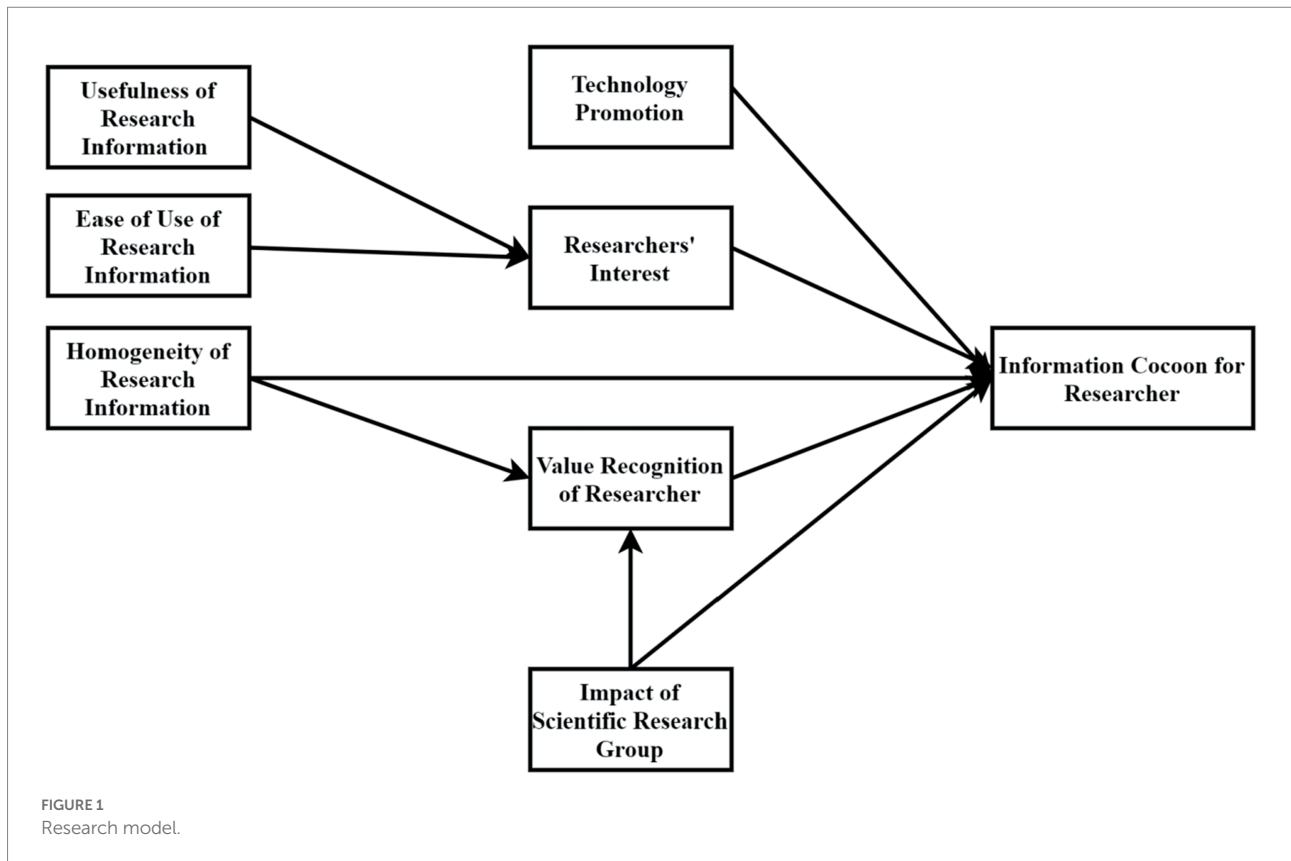 Usefulness of
Research
Information
Technology
Promotion
Ease of Use of
Research
Information
Researchers'
Interest
Homogeneity of
Research
Information
Information Cocoon for
Researcher
Value Recognition
of Researcher
Impact of
Scientific Research
Group
FIGURE 1
Research model.